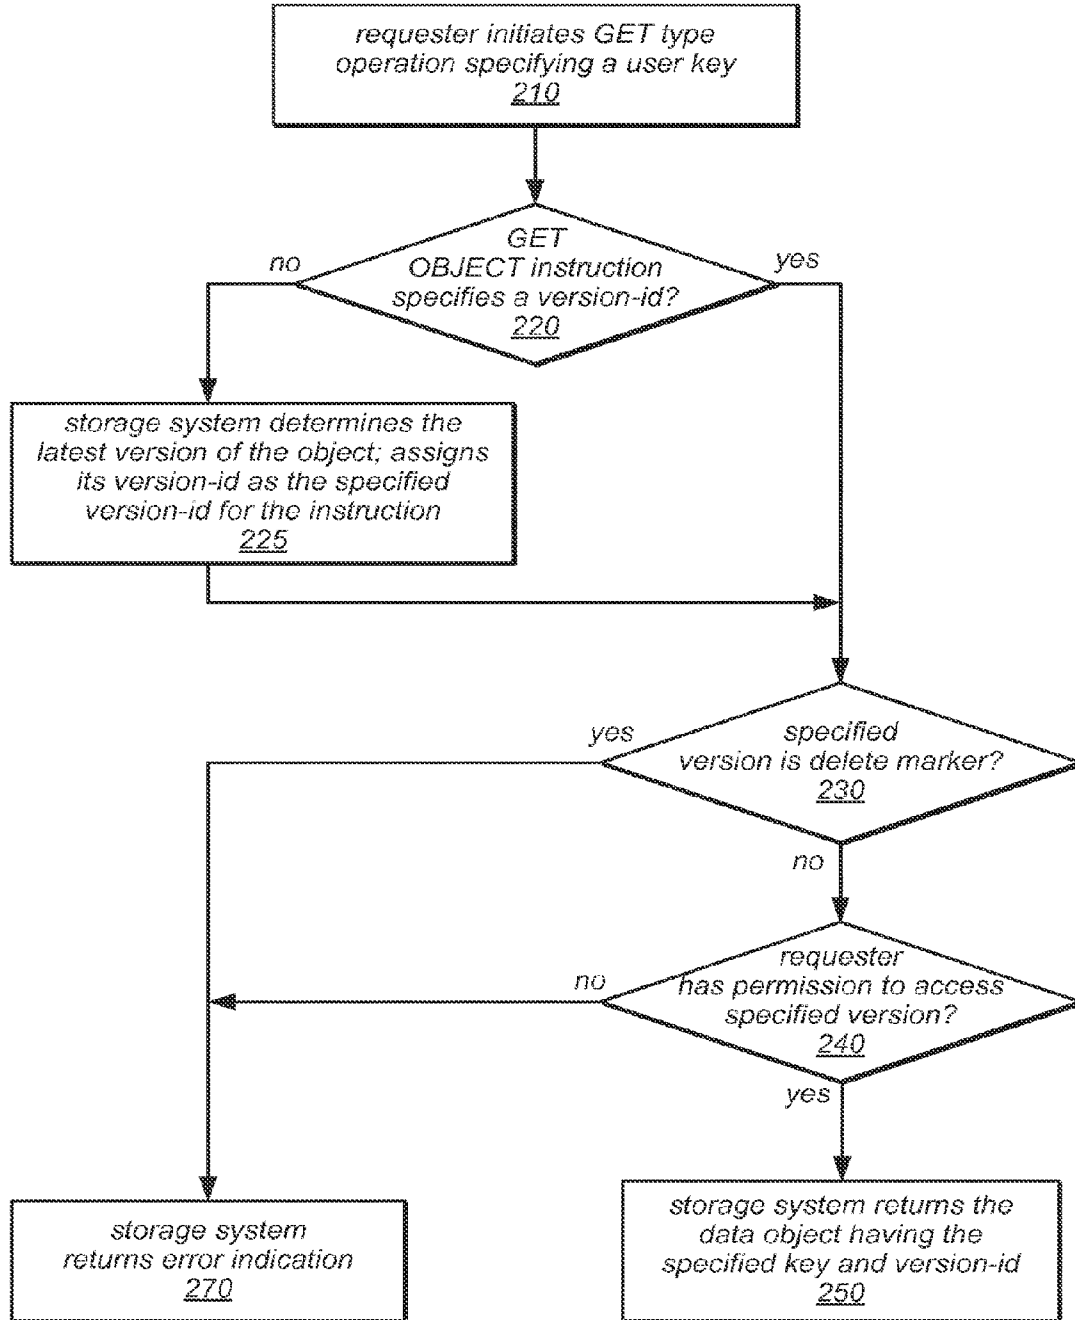 requester initiates GET type
operation specifying a user key
210
GET
OBJECT instruction
specifies a version-id?
220
no
yes
storage system determines the
latest version of the object; assigns
its version-id as the specified
version-id for the instruction
225
specified
version is delete marker?
230
yes
no
requester
has permission to access
specified version?
240
no
yes
storage system
returns error indication
270
storage system returns the
data object having the
specified key and version-id
250